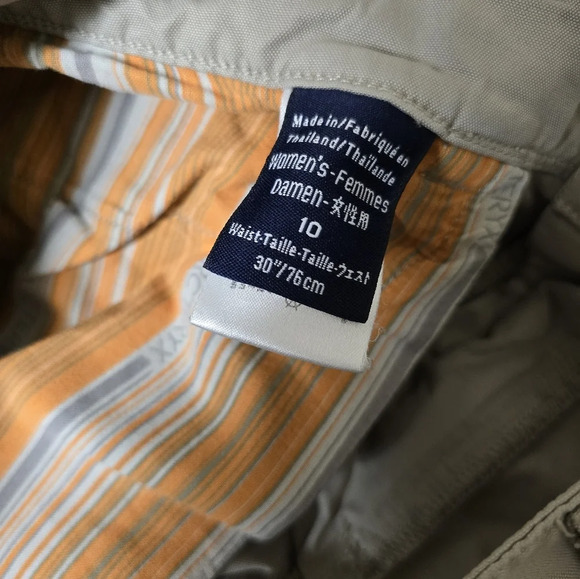 Made in/Fabriqué en
Thailand/Thaïlande
Women's-Femmes
Damen-女性用
10
Waist-Taille-Taille-ウェスト
30"/76cm